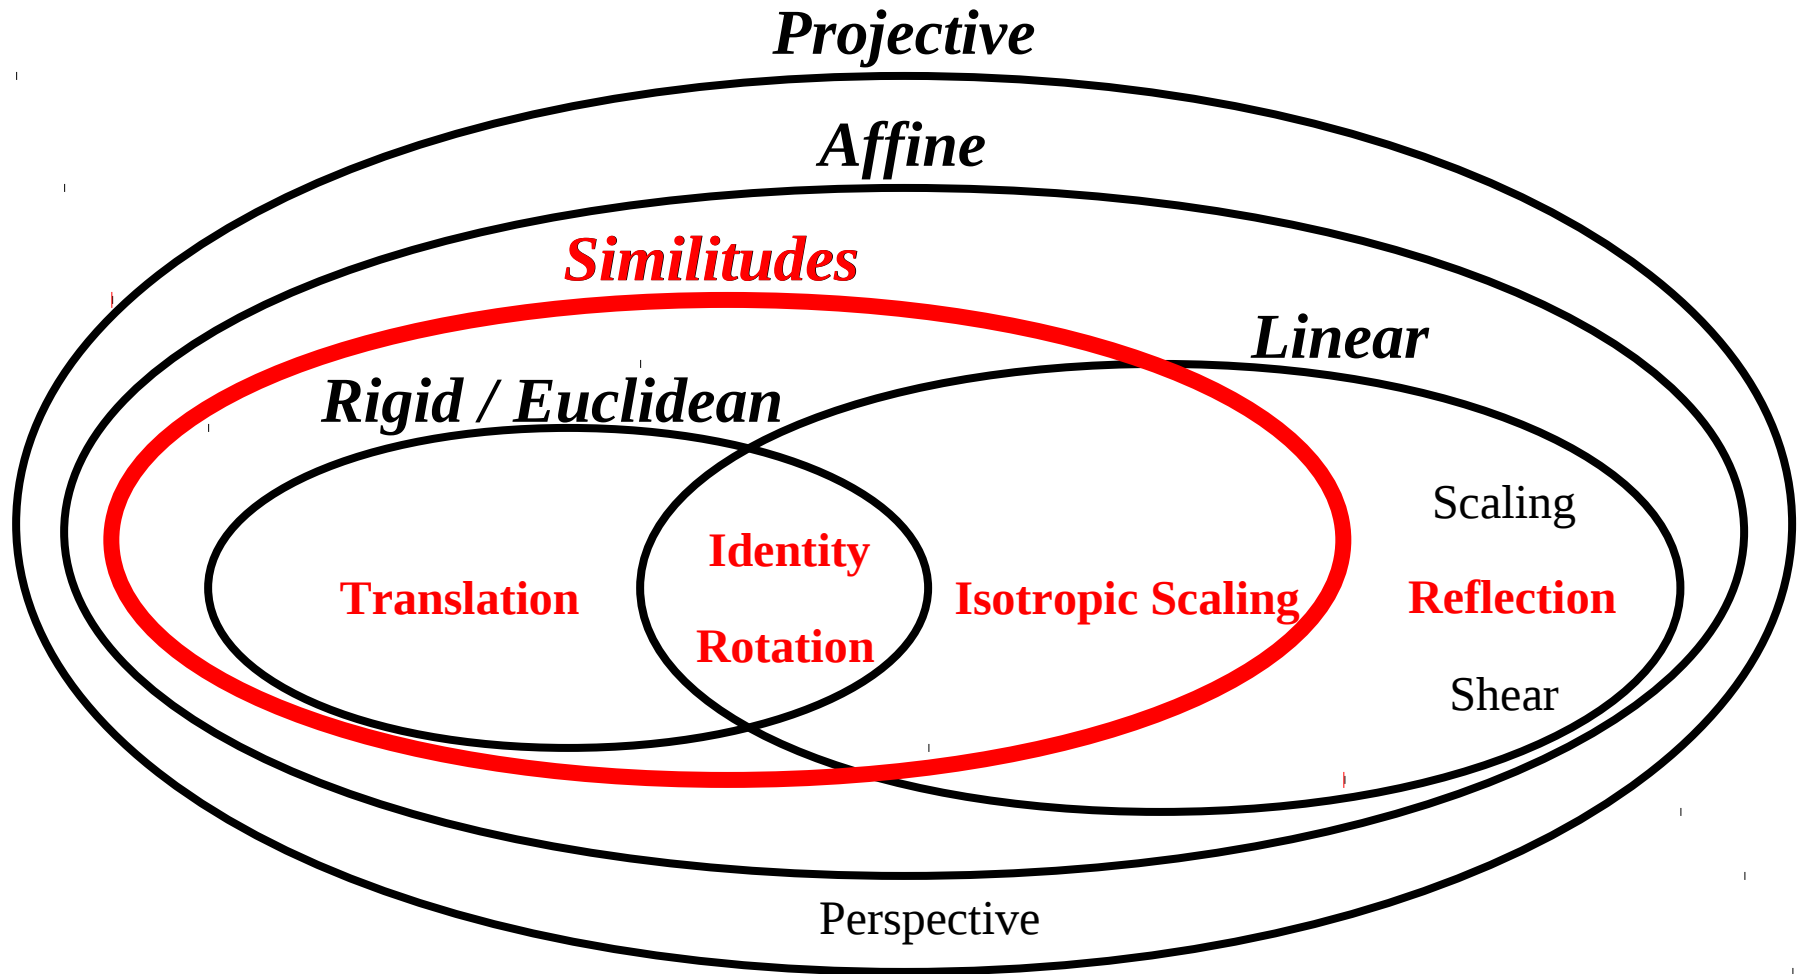 Projective
Affine
Similitudes
Linear
Rigid / Euclidean
Scaling
Identity
Translation
Isotropic Scaling
Reflection
Rotation
Shear
Perspective